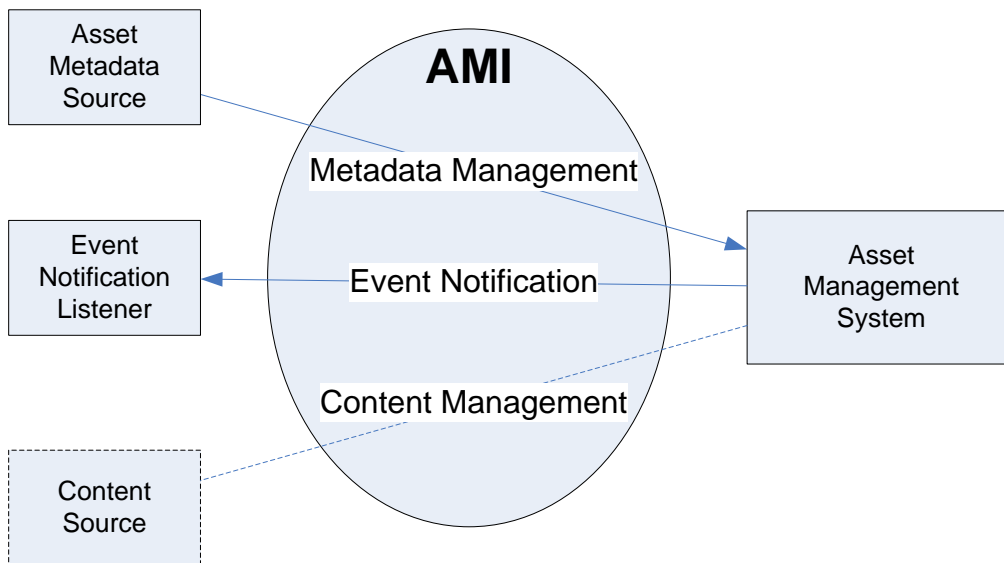 Asset
Metadata
Source
AMI
Metadata Management
Event
Notification
Listener
Event Notification
Asset
Management
System
Content Management
Content
Source